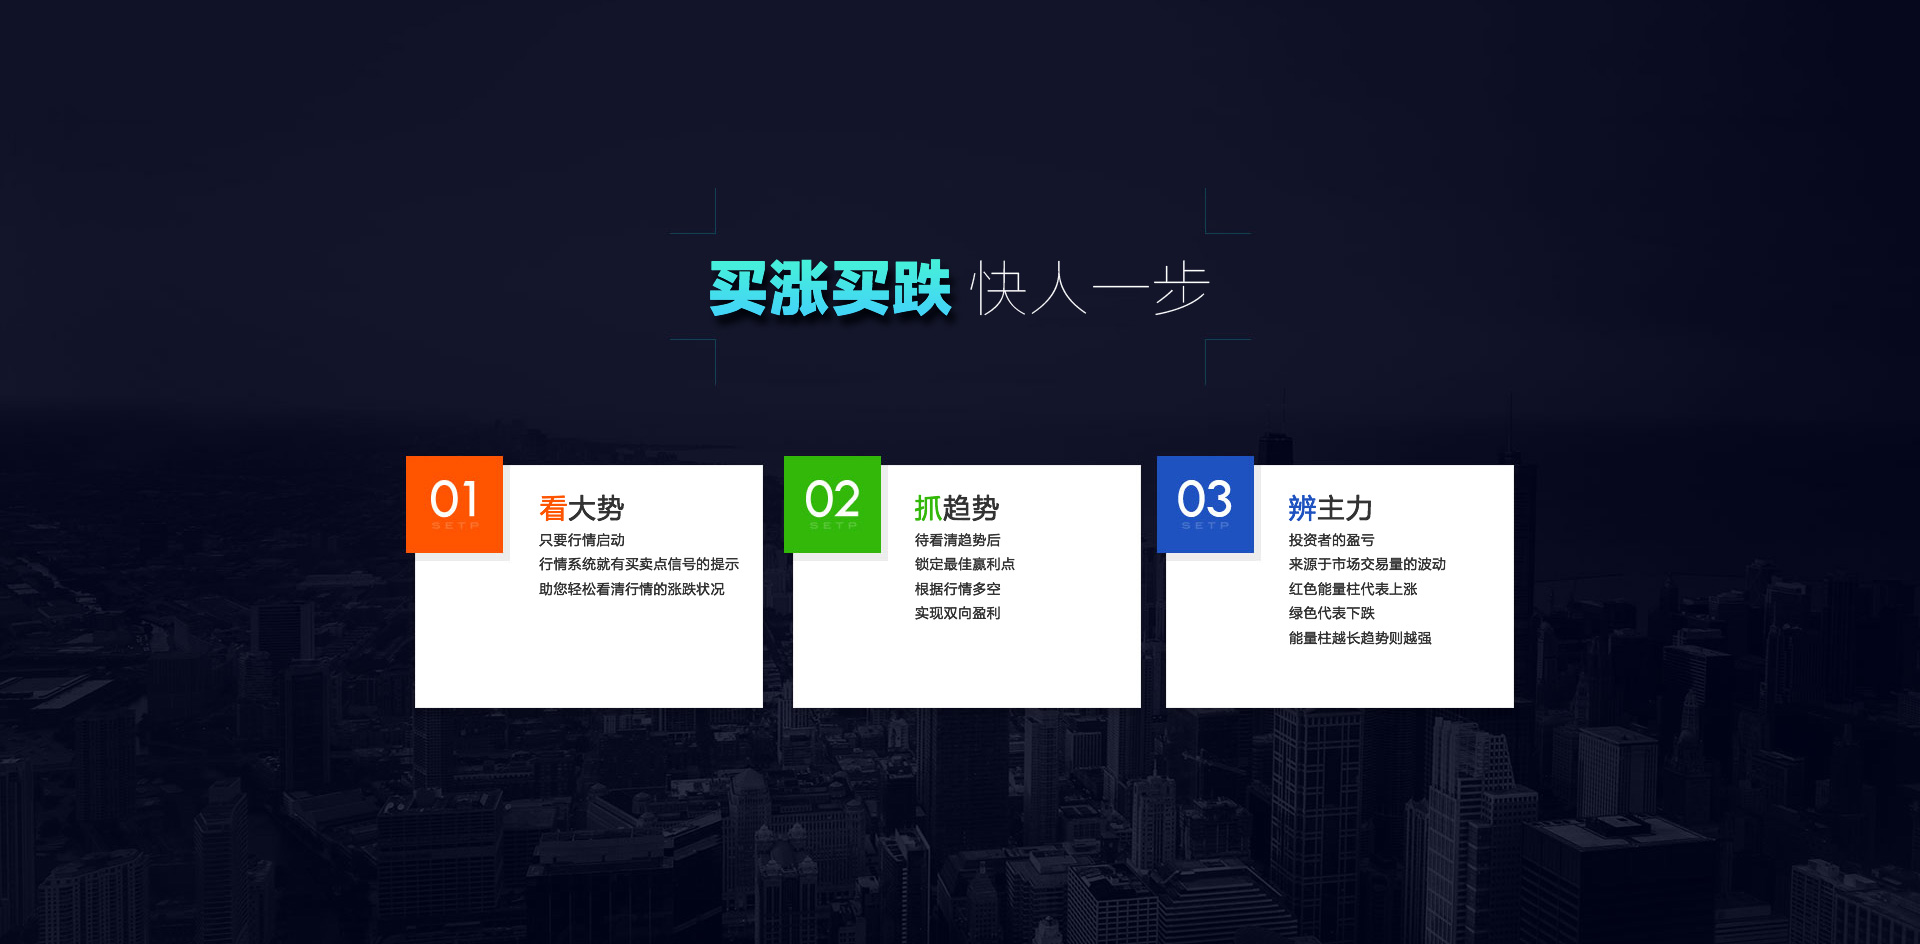 买涨买跌 快人一步
01
SETP
看大势
只要行情启动
行情系统就有买卖点信号的提示
助您轻松看清行情的涨跌状况
02
SETP
抓趋势
待看清趋势后
锁定最佳赢利点
根据行情多空
实现双向盈利
03
SETP
辨主力
投资者的盈亏
来源于市场交易量的波动
红色能量柱代表上涨
绿色代表下跌
能量柱越长趋势则越强